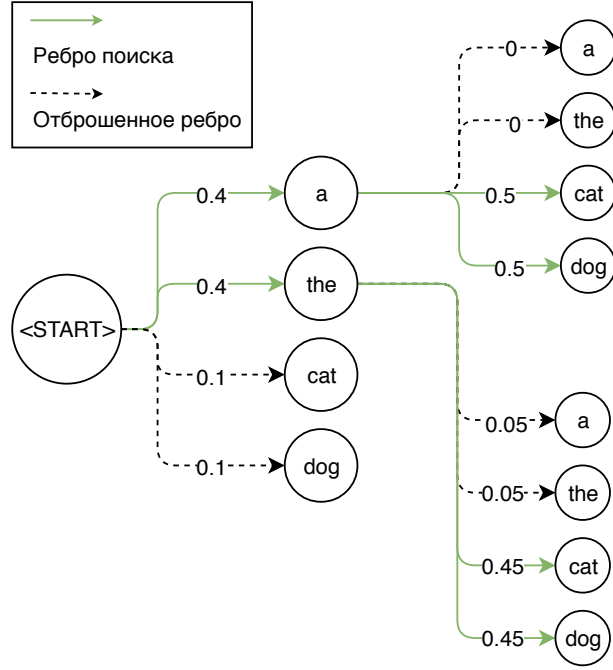 Ребро поиска
Отброшенное ребро
<START>
0.4
a
0.4
the
0.1
cat
0.1
dog
0
a
0
the
0.5
cat
0.5
dog
0.05
a
0.05
the
0.45
cat
0.45
dog